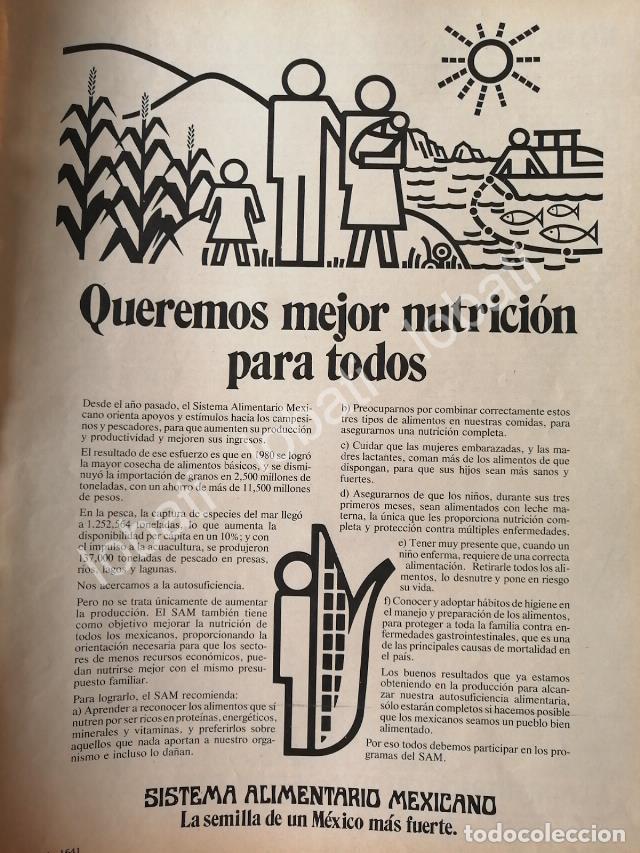 Queremos mejor nutrición
para todos
Desde el año pasado, el Sistema Alimentario Mexi-
cano orienta apoyos y estímulos hacia los campesi-
nos y pescadores, para que aumenten su producción
y productividad y mejoren sus ingresos.
El resultado de ese esfuerzo es que en 1980 se logró
la mayor cosecha de alimentos básicos, y se dismi-
nuyó la importación de granos en 2,500 millones de
toneladas, con un ahorro de más de 11,500 millones
de pesos.
En la pesca, la captura de especies del mar llegó
a 1.252,564 toneladas, lo que aumenta la
disponibilidad per cápita en un 10%; y con
el impulso a la acuacultura, se produjeron
137,000 toneladas de pescado en presas,
ríos, lagos y lagunas.
Nos acercamos a la autosuficiencia.
Pero no se trata únicamente de aumentar
la producción. El SAM también tiene
como objetivo mejorar la nutrición de
todos los mexicanos, proporcionando la
orientación necesaria para que los secto-
res de menos recursos económicos, pue-
dan nutrirse mejor con el mismo presu-
puesto familiar.
Para lograrlo, el SAM recomienda:
a) Aprender a reconocer los alimentos que sí
nutren por ser ricos en proteínas, energéticos,
minerales y vitaminas, y preferirlos sobre
aquellos que nada aportan a nuestro orga-
nismo e incluso lo dañan.
b) Preocuparnos por combinar correctamente estos
tres tipos de alimentos en nuestras comidas, para
asegurarnos una nutrición completa.
c) Cuidar que las mujeres embarazadas, y las ma-
dres lactantes, coman más de los alimentos de que
dispongan, para que sus hijos sean más sanos y
fuertes.
d) Asegurarnos de que los niños, durante sus tres
primeros meses, sean alimentados con leche ma-
terna, la única que les proporciona nutrición com-
pleta y protección contra múltiples enfermedades.
e) Tener muy presente que, cuando un
niño enferma, requiere de una correcta
alimentación. Retirarle todos los ali-
mentos, lo desnutre y pone en riesgo
su vida.
f) Conocer y adoptar hábitos de higiene en
el manejo y preparación de los alimentos,
para proteger a toda la familia contra en-
fermedades gastrointestinales, que es una
de las principales causas de mortalidad en
el país.
Los buenos resultados que ya estamos
obteniendo en la producción para alcan-
zar nuestra autosuficiencia alimentaria,
sólo estarán completos si hacemos posible
que los mexicanos seamos un pueblo bien
alimentado.
Por eso todos debemos participar en los pro-
gramas del SAM.
SISTEMA ALIMENTARIO MEXICANO
La semilla de un México más fuerte.
1641
lobati lobati lobati
todocoleccion